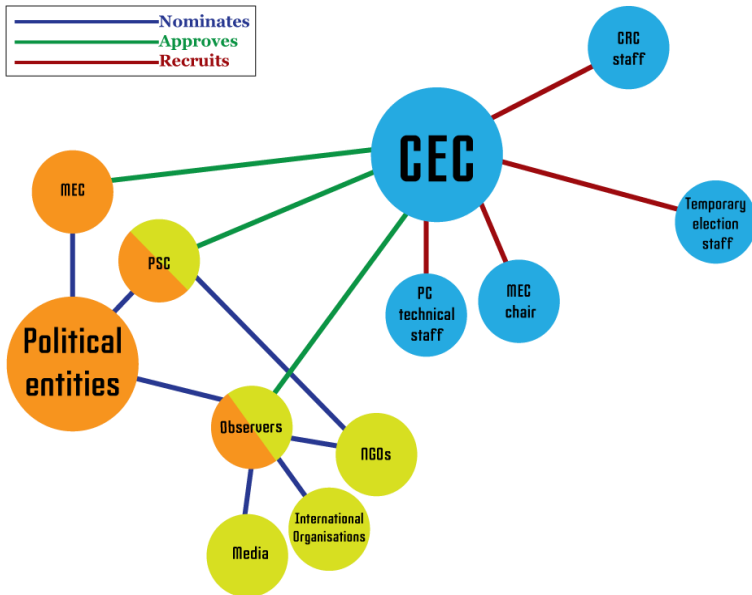 Nominates
Approves
Recruits
CRC
staff
CEC
MEC
Temporary
election
staff
PSC
PC
technical
staff
MEC
chair
Political
entities
Observers
NGOs
International
Organisations
Media